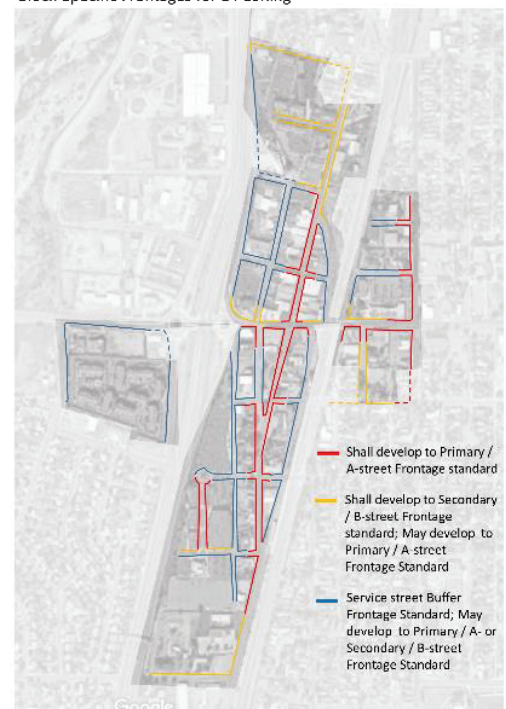 Shall develop to Primary /
A-street Frontage standard
Shall develop to Secondary
/ B-street Frontage
standard; May develop to
Primary / A-street
Frontage Standard
Service street Buffer
Frontage Standard; May
develop to Primary / A- or
Secondary / B-street
Frontage Standard
Google